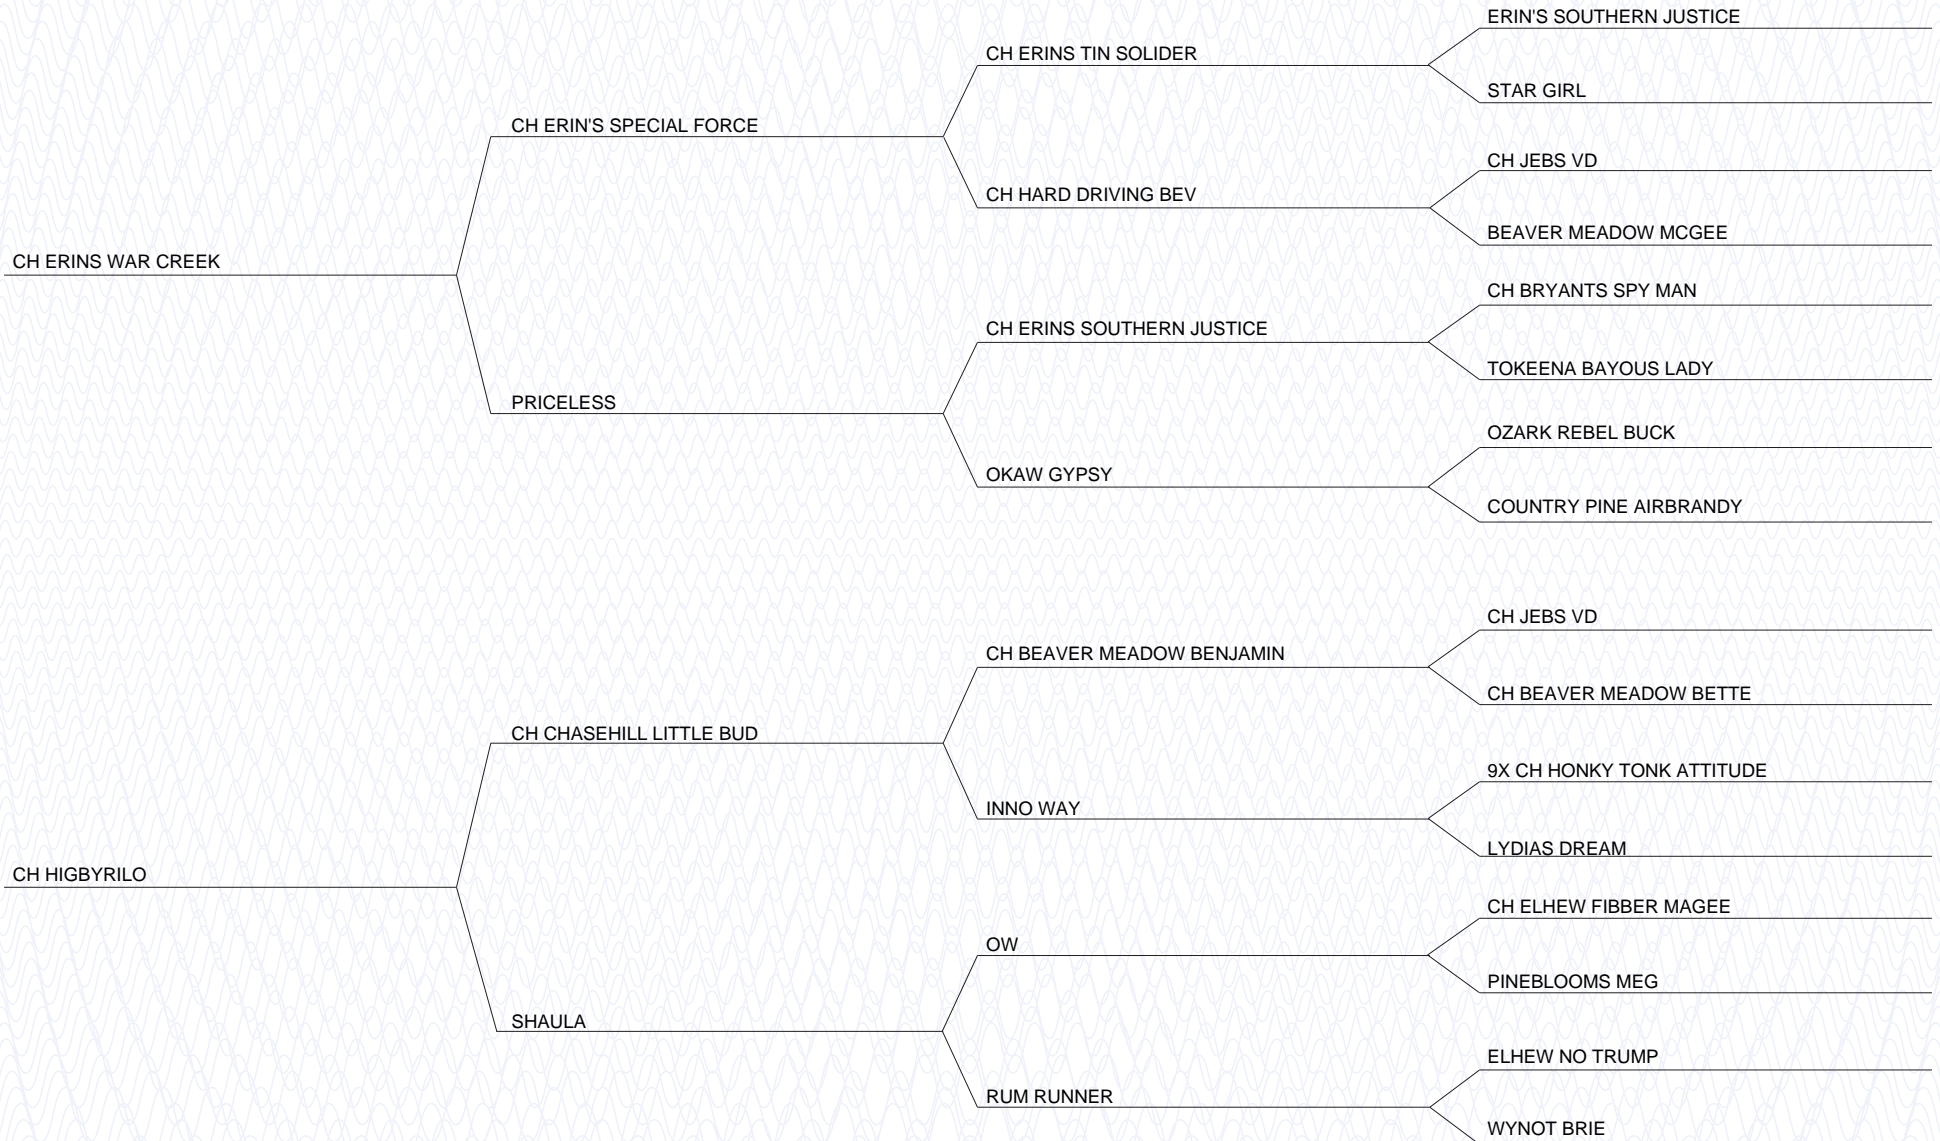 ERIN'S SOUTHERN JUSTICE
CH ERINS TIN SOLIDER
STAR GIRL
CH ERIN'S SPECIAL FORCE
CH JEBS VD
CH HARD DRIVING BEV
BEAVER MEADOW MCGEE
CH ERINS WAR CREEK
CH BRYANTS SPY MAN
CH ERINS SOUTHERN JUSTICE
TOKEENA BAYOUS LADY
PRICELESS
OZARK REBEL BUCK
OKAW GYPSY
COUNTRY PINE AIRBRANDY
CH JEBS VD
CH BEAVER MEADOW BENJAMIN
CH BEAVER MEADOW BETTE
CH CHASEHILL LITTLE BUD
9X CH HONKY TONK ATTITUDE
INNO WAY
LYDIAS DREAM
CH HIGBYRILO
CH ELHEW FIBBER MAGEE
OW
PINEBLOOMS MEG
SHAULA
ELHEW NO TRUMP
RUM RUNNER
WYNOT BRIE